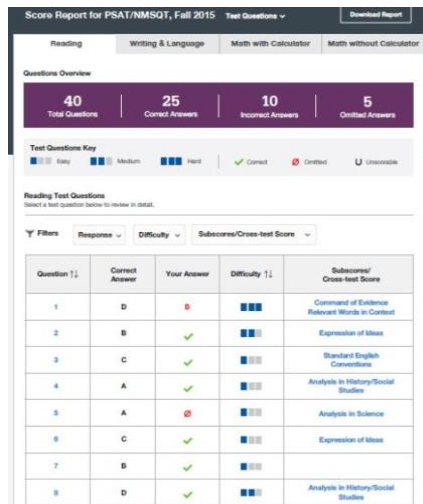 Score Report for PSAT/NMSQT, Fall 2015 Test Questions
Download Report
Reading Writing & Language Math with Calculator Math without Calculator
Questions Overview
40 25 10 5
Total Questions Correct Answers Incorrect Answers Omitted Answers
Test Questions Key
Easy Medium Hard Correct Omitted U Unscorable
Reading Test Questions
Select a test question below to review in detail.
Filters Response Difficulty Subscores/Cross-test Score
Question ↑↓ Correct Answer Your Answer Difficulty ↑↓ Subscores/ Cross-test Score
1 D B Command of Evidence
Relevant Words in Context
2 B Expression of Ideas
3 C Standard English
Conventions
4 A Analysis in History/Social
Studies
5 A Analysis in Science
6 C Expression of Ideas
7 B
8 D Analysis in History/Social
Studies